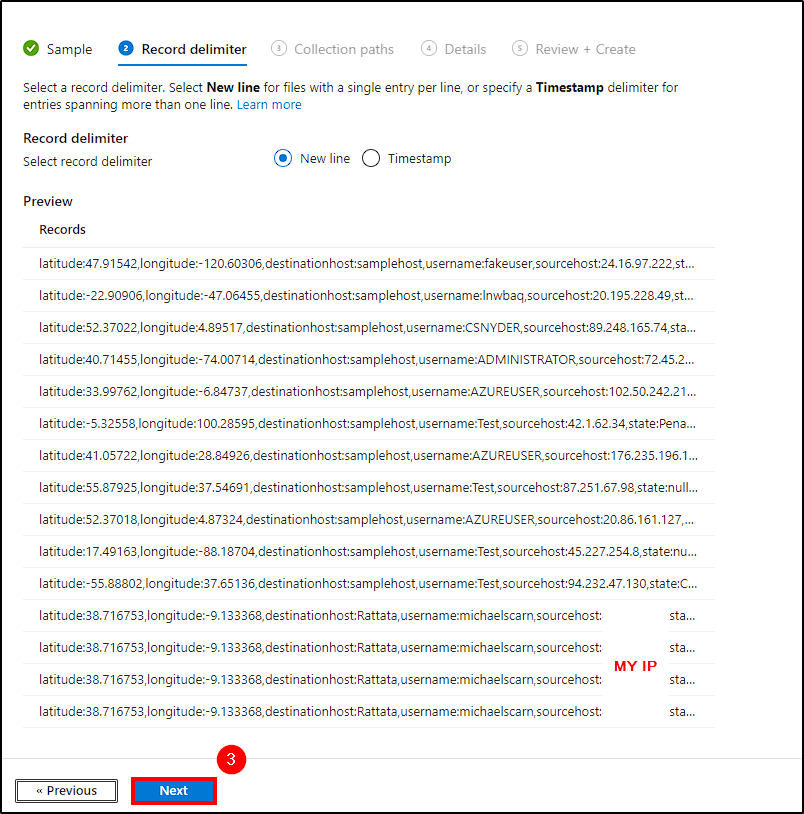 Sample 2 Record delimiter 3 Collection paths 4 Details 5 Review + Create
Select a record delimiter. Select New line for files with a single entry per line, or specify a Timestamp delimiter for
entries spanning more than one line. Learn more
Record delimiter
Select record delimiter New line Timestamp
Preview
Records
latitude:47.91542,longitude:-120.60306,destinationhost:samplehost,username:fakeuser,sourcehost:24.16.97.222,st...
latitude:-22.90906,longitude:-47.06455,destinationhost:samplehost,username:lnwbaq,sourcehost:20.195.228.49,st...
latitude:52.37022,longitude:4.89517,destinationhost:samplehost,username:CSNYDER,sourcehost:89.248.165.74,sta...
latitude:40.71455,longitude:-74.00714,destinationhost:samplehost,username:ADMINISTRATOR,sourcehost:72.45.2...
latitude:33.99762,longitude:-6.84737,destinationhost:samplehost,username:AZUREUSER,sourcehost:102.50.242.21...
latitude:-5.32558,longitude:100.28595,destinationhost:samplehost,username:Test,sourcehost:42.1.62.34,state:Pena...
latitude:41.05722,longitude:28.84926,destinationhost:samplehost,username:AZUREUSER,sourcehost:176.235.196.1...
latitude:55.87925,longitude:37.54691,destinationhost:samplehost,username:Test,sourcehost:87.251.67.98,state:null...
latitude:52.37018,longitude:4.87324,destinationhost:samplehost,username:AZUREUSER,sourcehost:20.86.161.127,...
latitude:17.49163,longitude:-88.18704,destinationhost:samplehost,username:Test,sourcehost:45.227.254.8,state:nu...
latitude:-55.88802,longitude:37.65136,destinationhost:samplehost,username:Test,sourcehost:94.232.47.130,state:C...
latitude:38.716753,longitude:-9.133368,destinationhost:Rattata,username:michaelscarn,sourcehost: sta...
latitude:38.716753,longitude:-9.133368,destinationhost:Rattata,username:michaelscarn,sourcehost: sta...
MY IP
latitude:38.716753,longitude:-9.133368,destinationhost:Rattata,username:michaelscarn,sourcehost: sta...
latitude:38.716753,longitude:-9.133368,destinationhost:Rattata,username:michaelscarn,sourcehost: sta...
3
« Previous Next